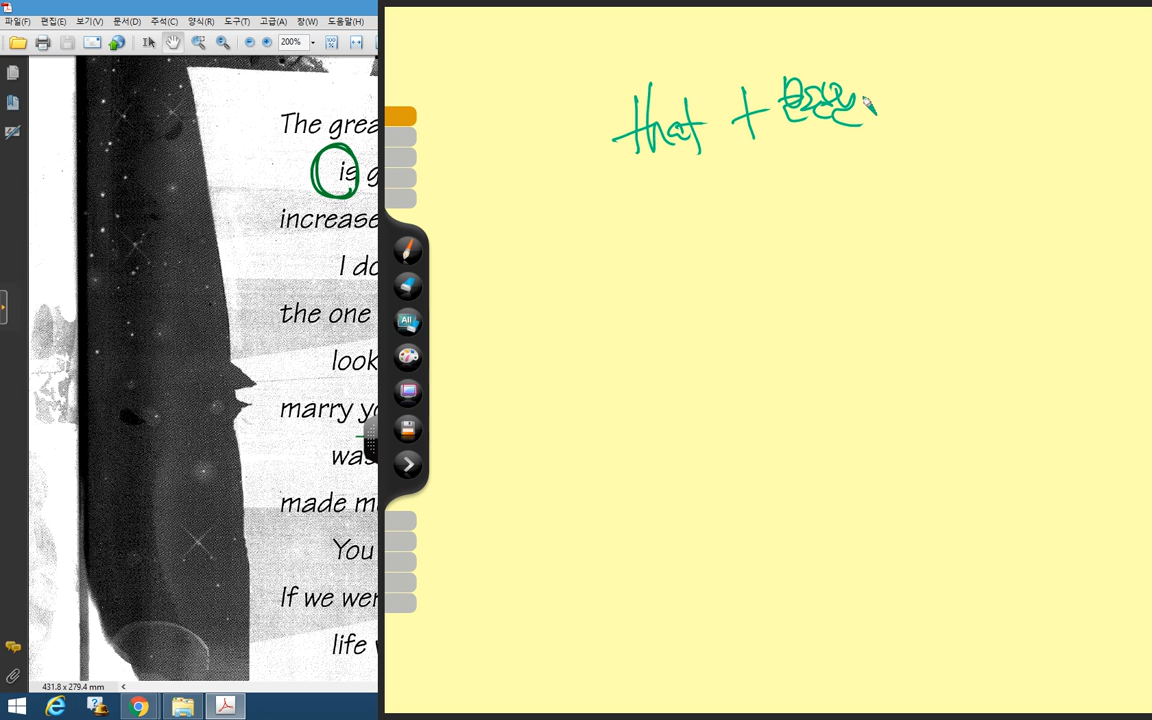 파일(F) 편집(E) 보기(V) 문서(D) 주석(C) 양식(R) 도구(T) 고급(A) 창(W) 도움말(H)
200%
The grea
is g
increase
I do
the one
look
marry yo
was
made m
You
If we wer
life
431.8 x 279.4 mm
that +
All